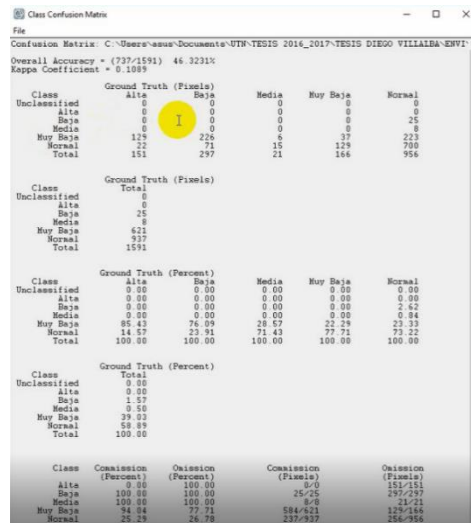 Class Confusion Matrix
File
Confusion Matrix: C:\Users\asus\Documents\UTN\TESIS 2016_2017\TESIS DIEGO VILLALBA\ENVI
Overall Accuracy = (737/1591) 46.3231%
Kappa Coefficient = 0.1089
Ground Truth (Pixels)
Class Alta Baja Media Muy Baja Normal
Unclassified 0 0 0 0 0
Alta 0 0 0 0 0
Baja 0 0 0 0 25
Media 0 0 0 0 8
Muy Baja 129 226 6 37 223
Normal 22 71 15 129 700
Total 151 297 21 166 956
Ground Truth (Pixels)
Class Total
Unclassified 0
Alta 0
Baja 25
Media 8
Muy Baja 621
Normal 937
Total 1591
Ground Truth (Percent)
Class Alta Baja Media Muy Baja Normal
Unclassified 0.00 0.00 0.00 0.00 0.00
Alta 0.00 0.00 0.00 0.00 0.00
Baja 0.00 0.00 0.00 0.00 2.62
Media 0.00 0.00 0.00 0.00 0.84
Muy Baja 85.43 76.09 28.57 22.29 23.33
Normal 14.57 23.91 71.43 77.71 73.22
Total 100.00 100.00 100.00 100.00 100.00
Ground Truth (Percent)
Class Total
Unclassified 0.00
Alta 0.00
Baja 1.57
Media 0.50
Muy Baja 39.03
Normal 58.89
Total 100.00
Class Commission Omission Commission Omission
(Percent) (Percent) (Pixels) (Pixels)
Alta 0.00 100.00 0/0 151/151
Baja 100.00 100.00 25/25 297/297
Media 100.00 100.00 8/8 21/21
Muy Baja 94.04 77.71 584/621 129/166
Normal 25.29 26.78 237/937 256/956